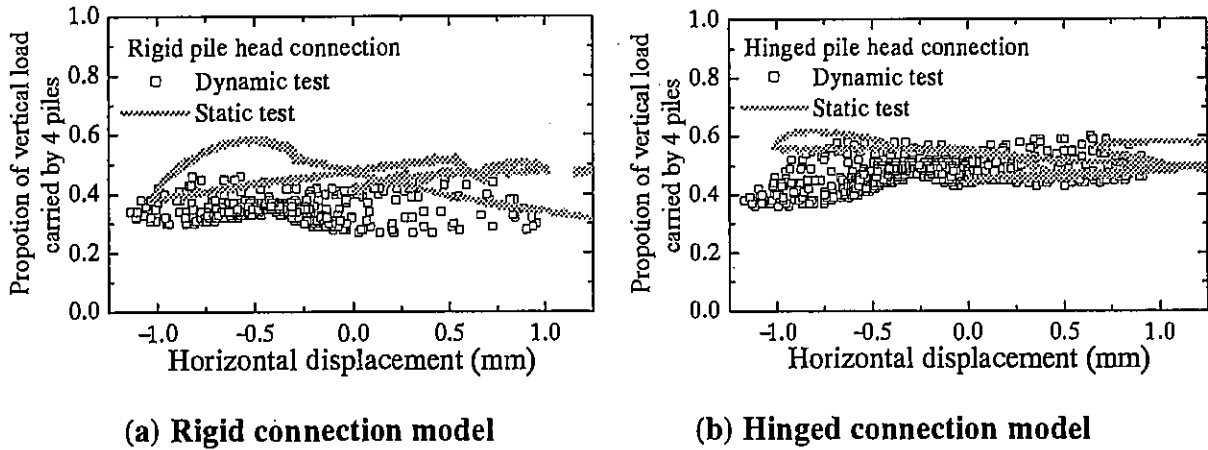 Propotion of vertical load
carried by 4 piles
1.0
0.8
0.6
0.4
0.2
0.0
Rigid pile head connection
Dynamic test
Static test
-1.0
-0.5
0.0
0.5
1.0
Horizontal displacement (mm)
(a) Rigid connection model
Propotion of vertical load
carried by 4 piles
1.0
0.8
0.6
0.4
0.2
0.0
Hinged pile head connection
Dynamic test
Static test
-1.0
-0.5
0.0
0.5
1.0
Horizontal displacement (mm)
(b) Hinged connection model